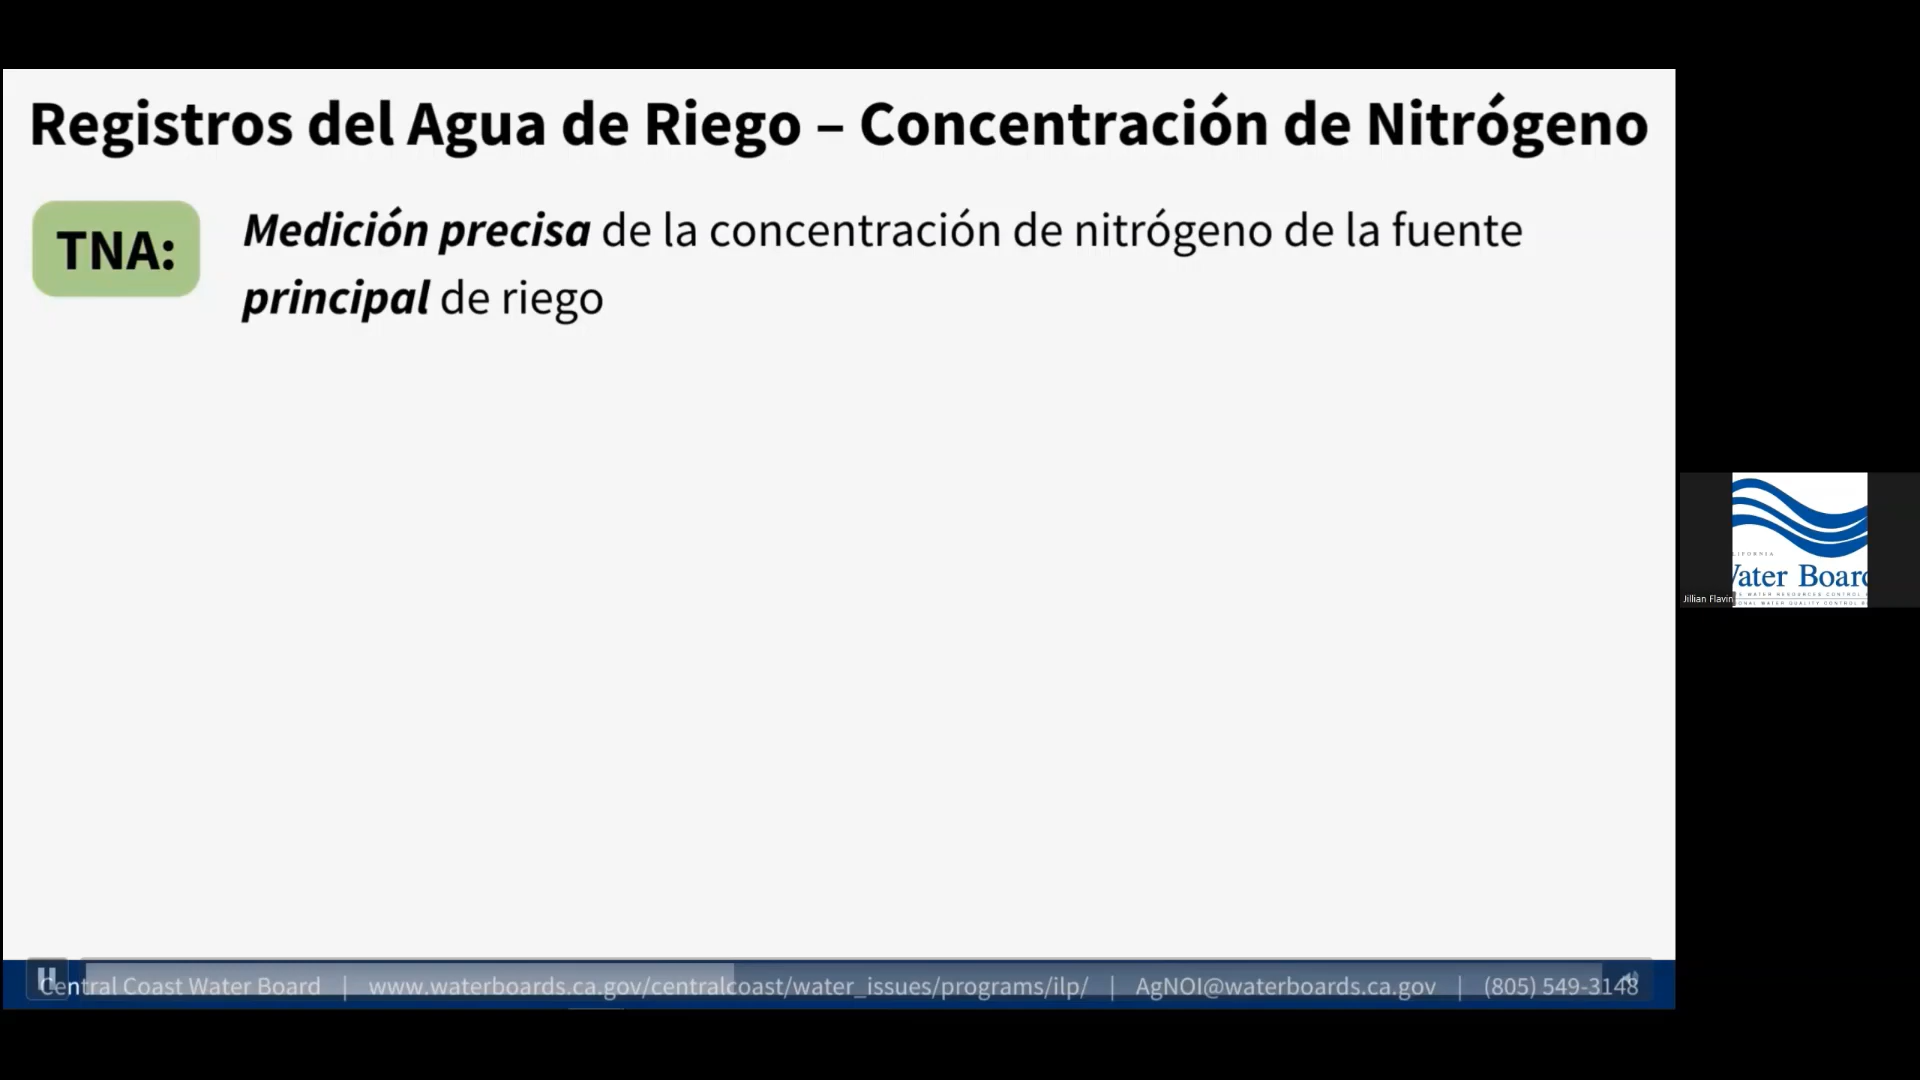 Registros del Agua de Riego – Concentración de Nitrógeno
TNA:
Medición precisa de la concentración de nitrógeno de la fuente
principal de riego
Jillian Flavin
Water Board
Central Coast Water Board | www.waterboards.ca.gov/centralcoast/water_issues/programs/ilp/ | AgNOI@waterboards.ca.gov | (805) 549-3148